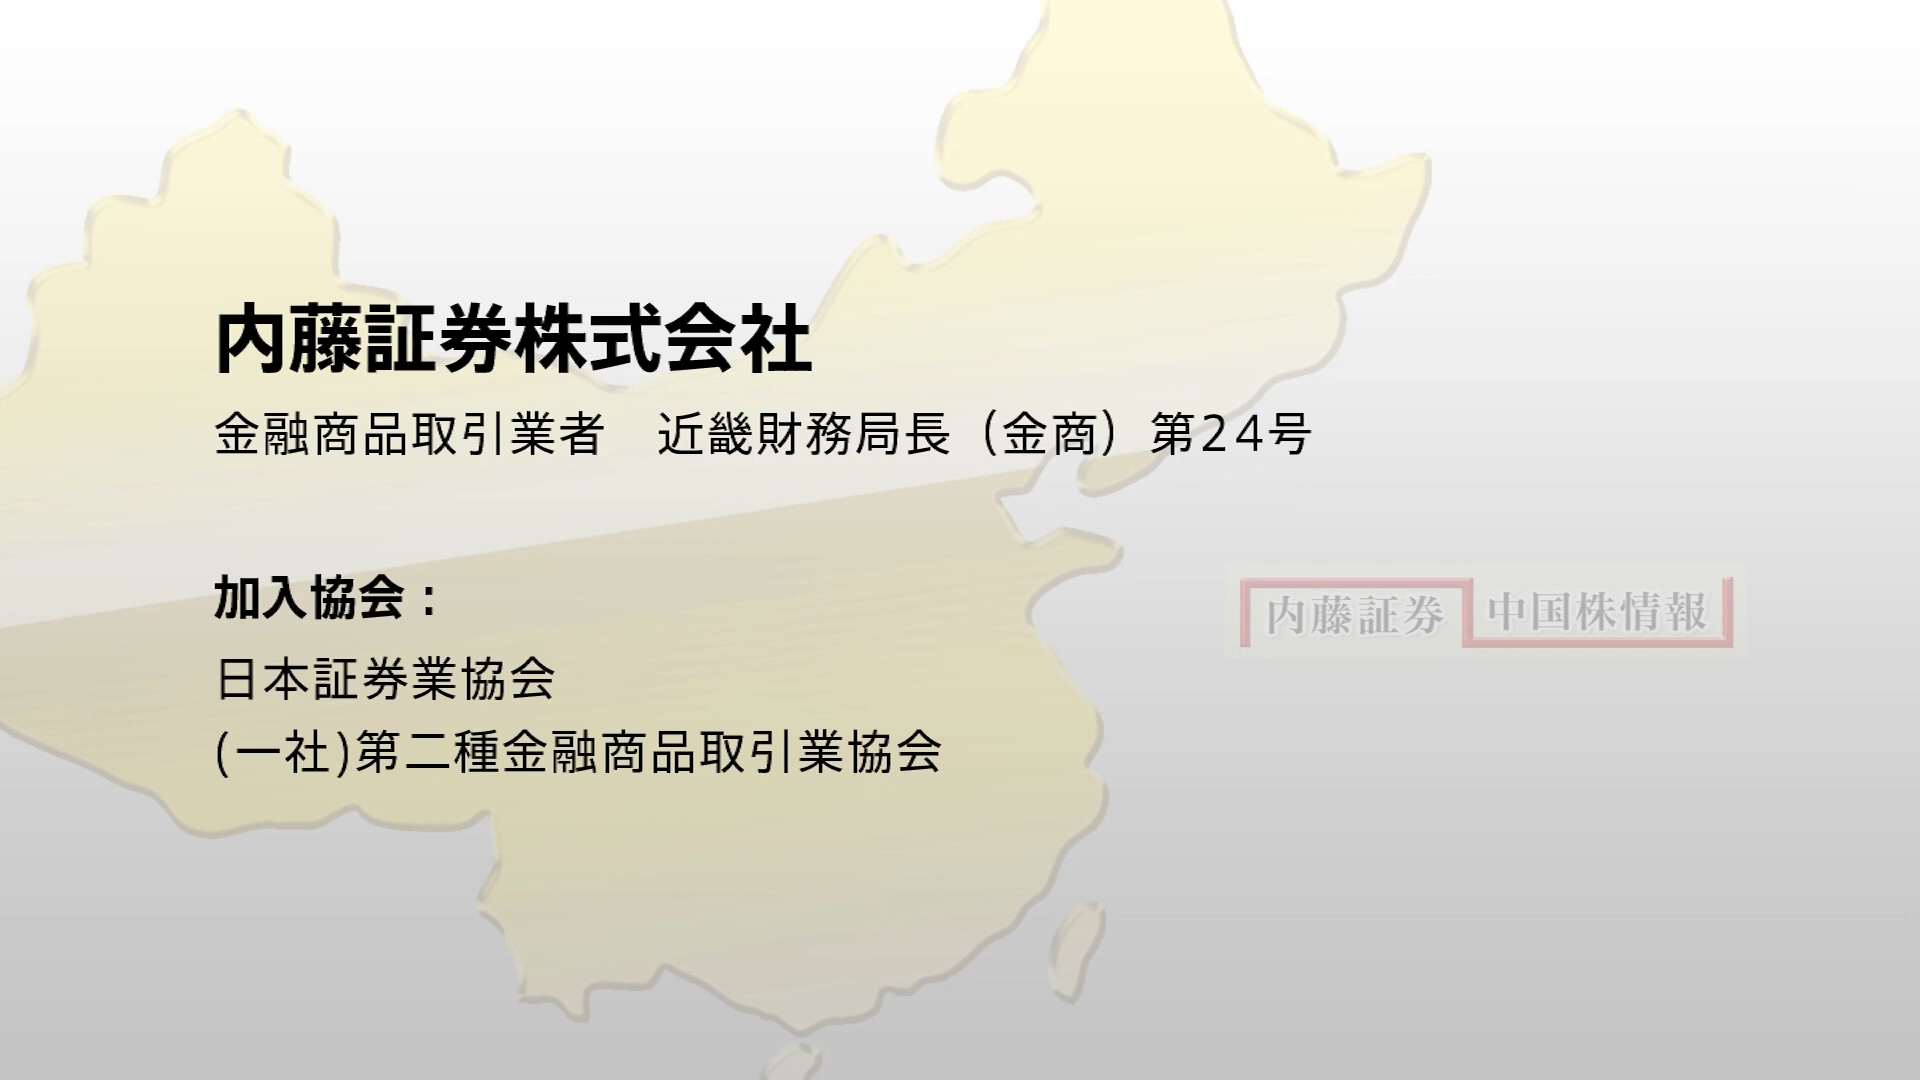 内藤証券株式会社
金融商品取引業者　近畿財務局長（金商）第24号
加入協会：
日本証券業協会
(一社)第二種金融商品取引業協会
内藤証券 中国株情報